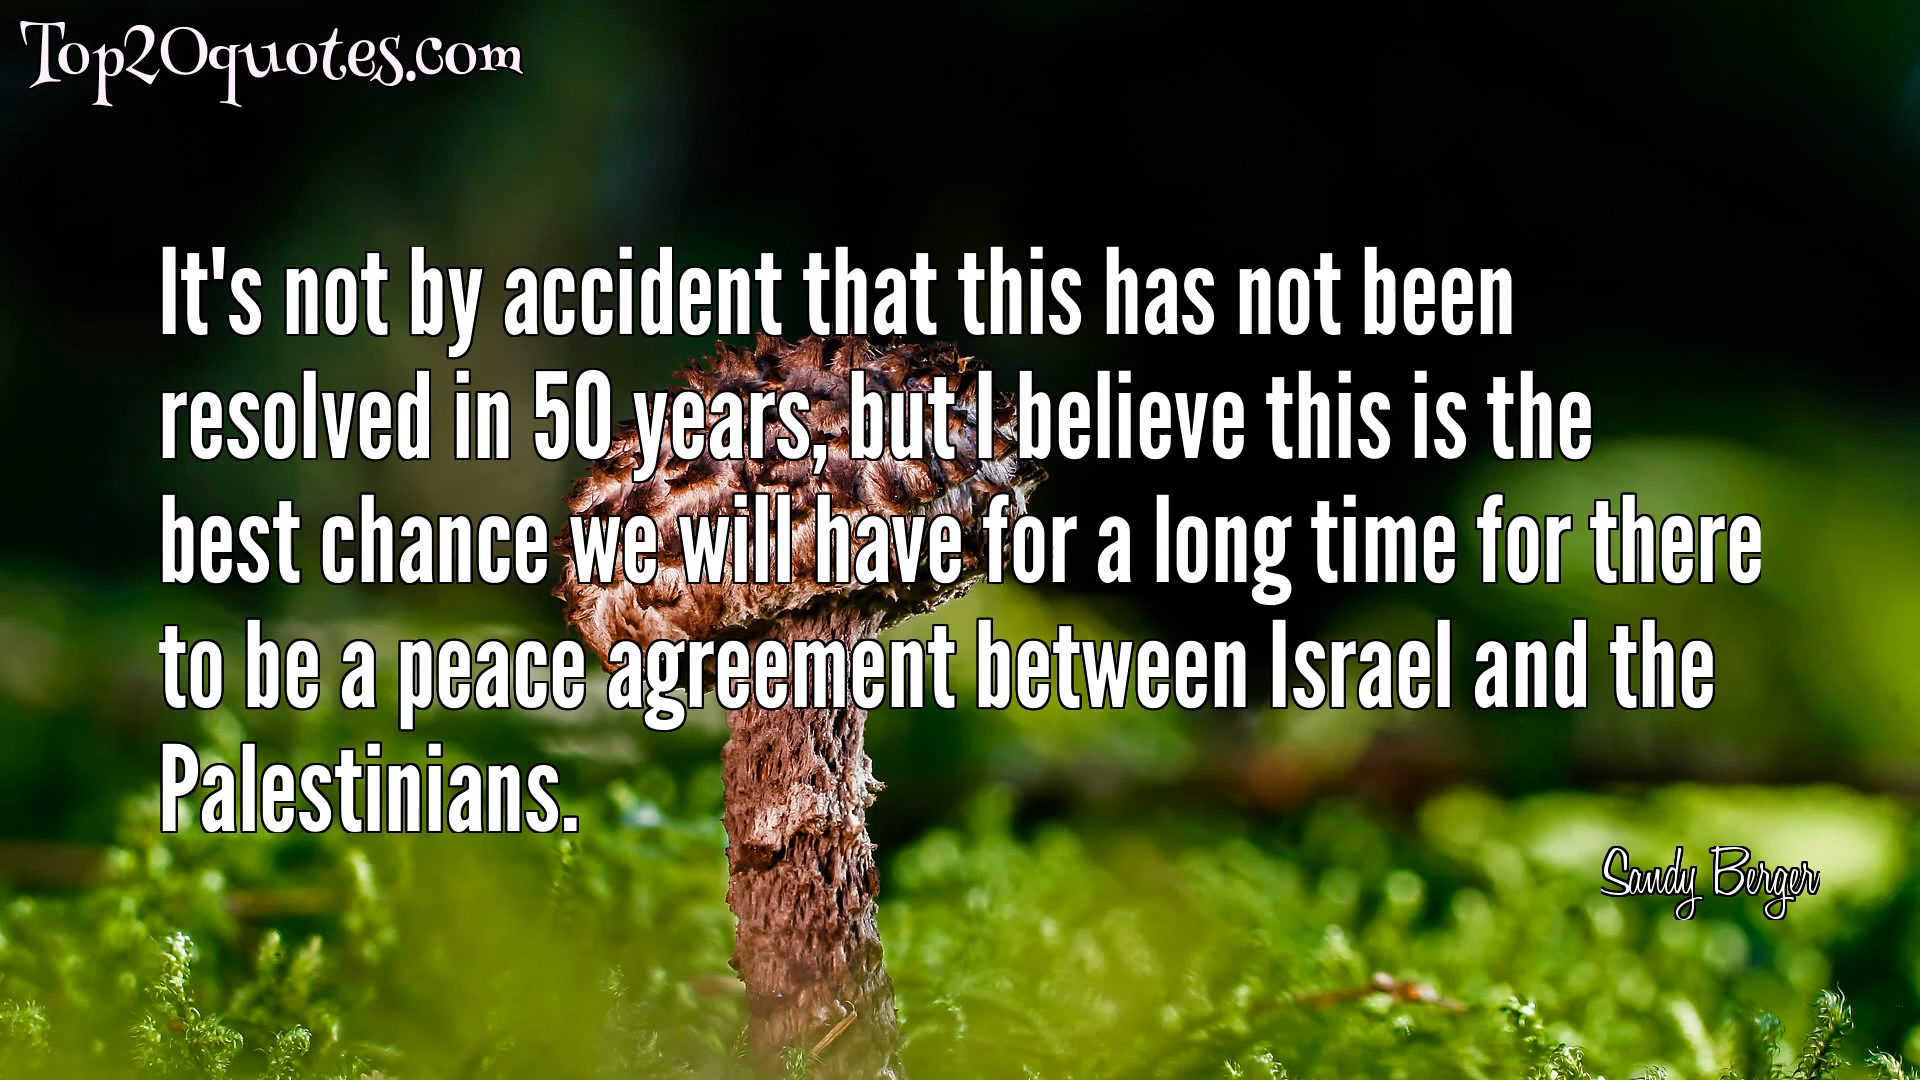 Top20quotes.com
It's not by accident that this has not been
resolved in 50 years, but I believe this is the
best chance we will have for a long time for there
to be a peace agreement between Israel and the
Palestinians.
Sandy Berger